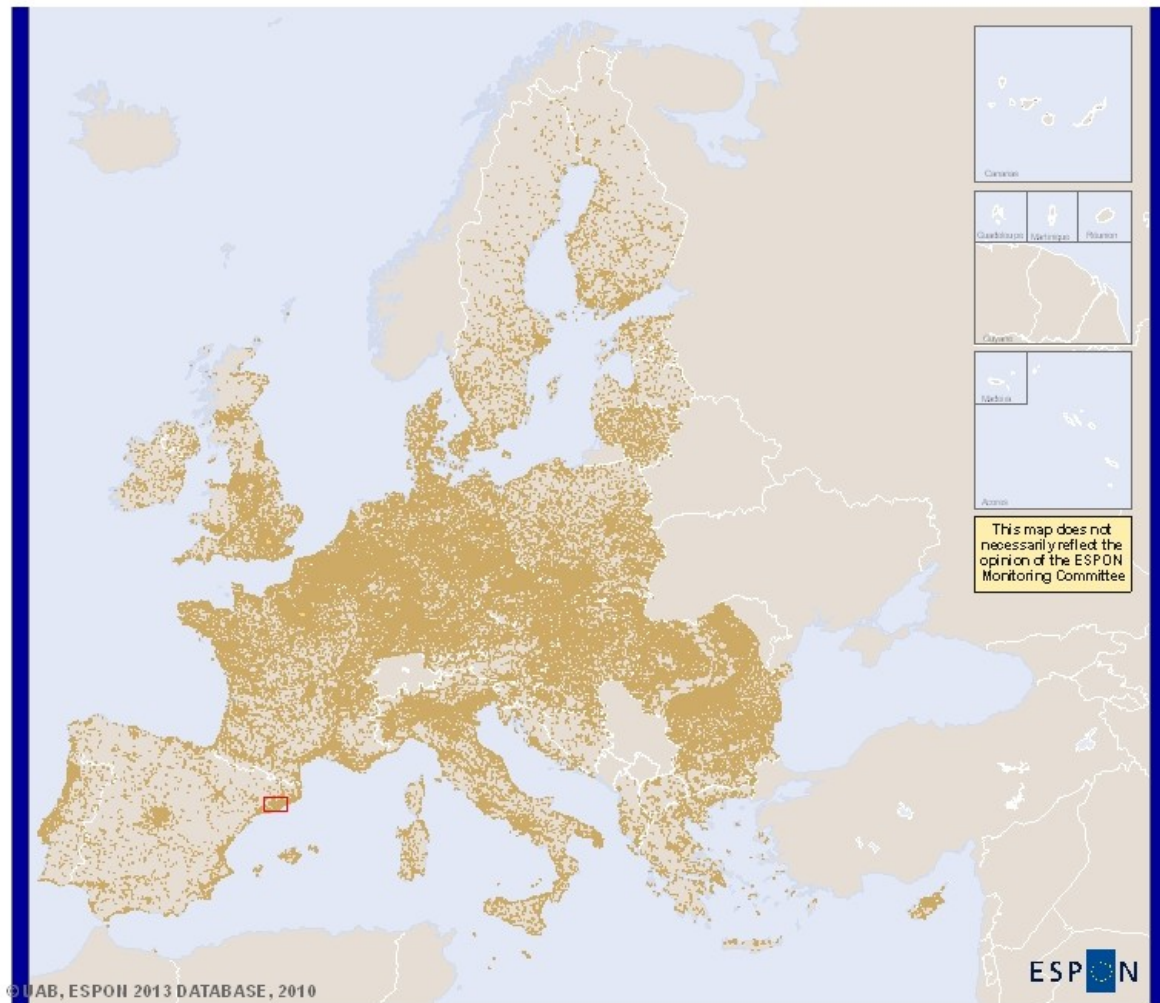 Canarias
Guadeloupe
Martinique
Réunion
Guyane
Madeira
Azores
This map does not
necessarily reflect the
opinion of the ESPON
Monitoring Committee
ESPON
© UAB, ESPON 2013 DATABASE, 2010